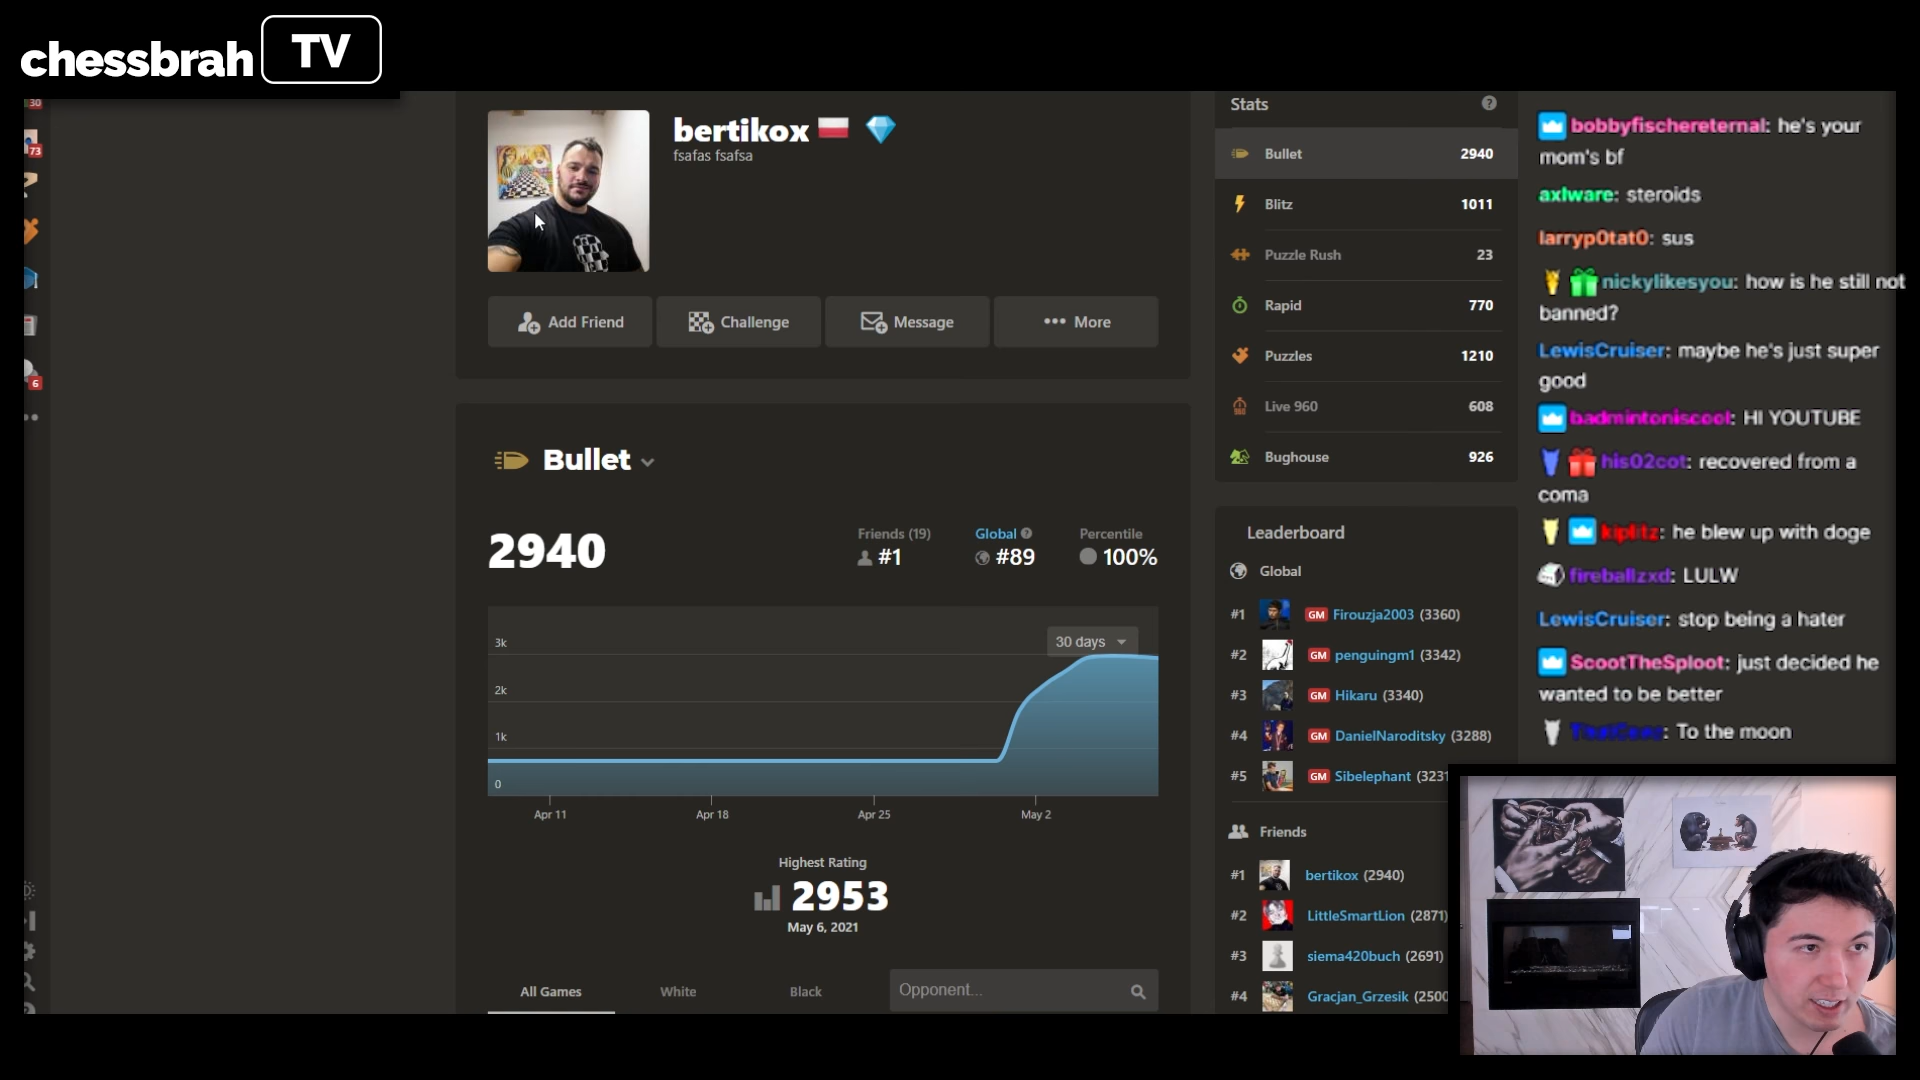 chessbrah TV
30
73
6
bertikox
fsafas fsafsa
Add Friend
Challenge
Message
More
Bullet
2940
Friends (19)
#1
Global
#89
Percentile
100%
30 days
3k
2k
1k
0
Apr 11
Apr 18
Apr 25
May 2
Highest Rating
2953
May 6, 2021
All Games
White
Black
Opponent...
Stats
Bullet 2940
Blitz 1011
Puzzle Rush 23
Rapid 770
Puzzles 1210
Live 960 608
Bughouse 926
Leaderboard
Global
#1 GM Firouzja2003 (3360)
#2 GM penguingm1 (3342)
#3 GM Hikaru (3340)
#4 GM DanielNaroditsky (3288)
#5 GM Sibelephant (3231
Friends
#1 bertikox (2940)
#2 LittleSmartLion (2871)
#3 siema420buch (2691)
#4 Gracjan_Grzesik (2500
bobbyfischereternal: he's your
mom's bf
axlware: steroids
larryp0tat0: sus
nickylikesyou: how is he still not
banned?
LewisCruiser: maybe he's just super
good
badmintoniscool: HI YOUTUBE
his02cot: recovered from a
coma
kiplitz: he blew up with doge
fireballzxd: LULW
LewisCruiser: stop being a hater
ScootTheSploot: just decided he
wanted to be better
: To the moon